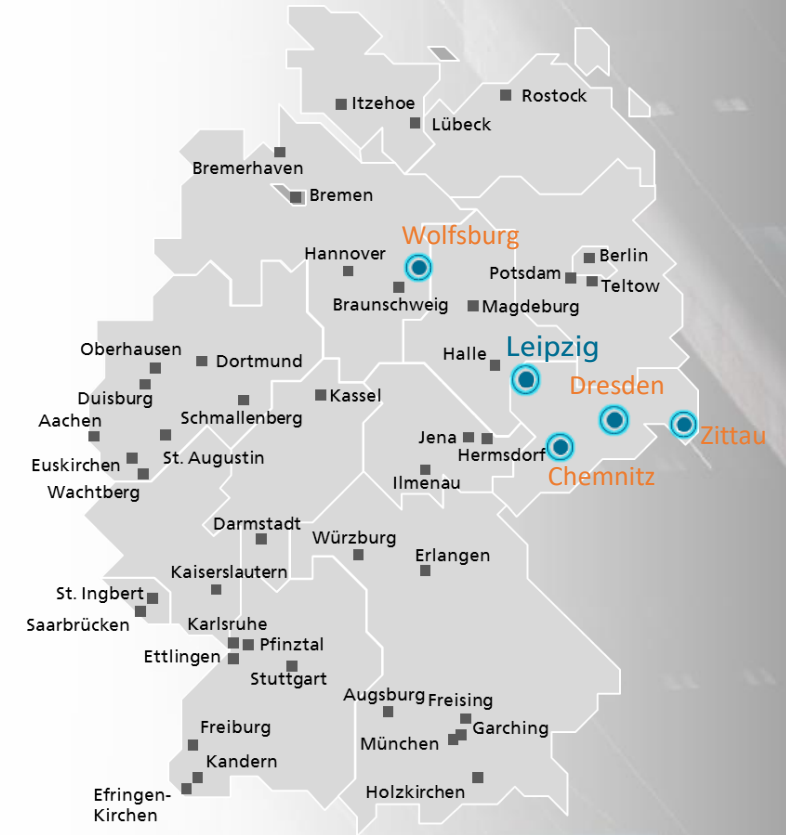 Itzehoe
Rostock
Lübeck
Bremerhaven
Bremen
Wolfsburg
Hannover
Berlin
Potsdam
Teltow
Braunschweig
Magdeburg
Oberhausen
Dortmund
Halle
Leipzig
Dresden
Duisburg
Kassel
Schmallenberg
Aachen
Jena
Zittau
Euskirchen
St. Augustin
Hermsdorf
Chemnitz
Wachtberg
Ilmenau
Darmstadt
Würzburg
Erlangen
Kaiserslautern
St. Ingbert
Saarbrücken
Karlsruhe
Pfinztal
Ettlingen
Stuttgart
Augsburg
Freising
Freiburg
Garching
München
Kandern
Holzkirchen
Efringen-
Kirchen